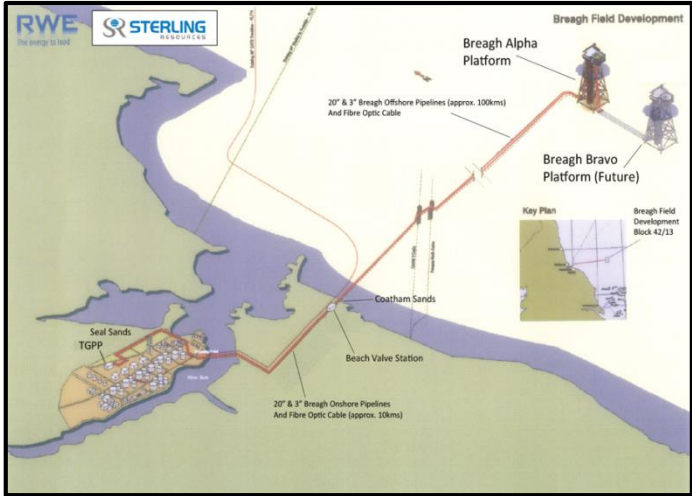 RWE
The energy to lead
SR STERLING
RESOURCES
Breagh Field Development
Breagh Alpha
Platform
20" & 3" Breagh Offshore Pipelines (approx. 100kms)
And Fibre Optic Cable
Breagh Bravo
Platform (Future)
Key Plan
Breagh Field
Development
Block 42/13
Coatham Sands
Seal Sands
TGPP
Beach Valve Station
20" & 3" Breagh Onshore Pipelines
And Fibre Optic Cable (approx. 10kms)